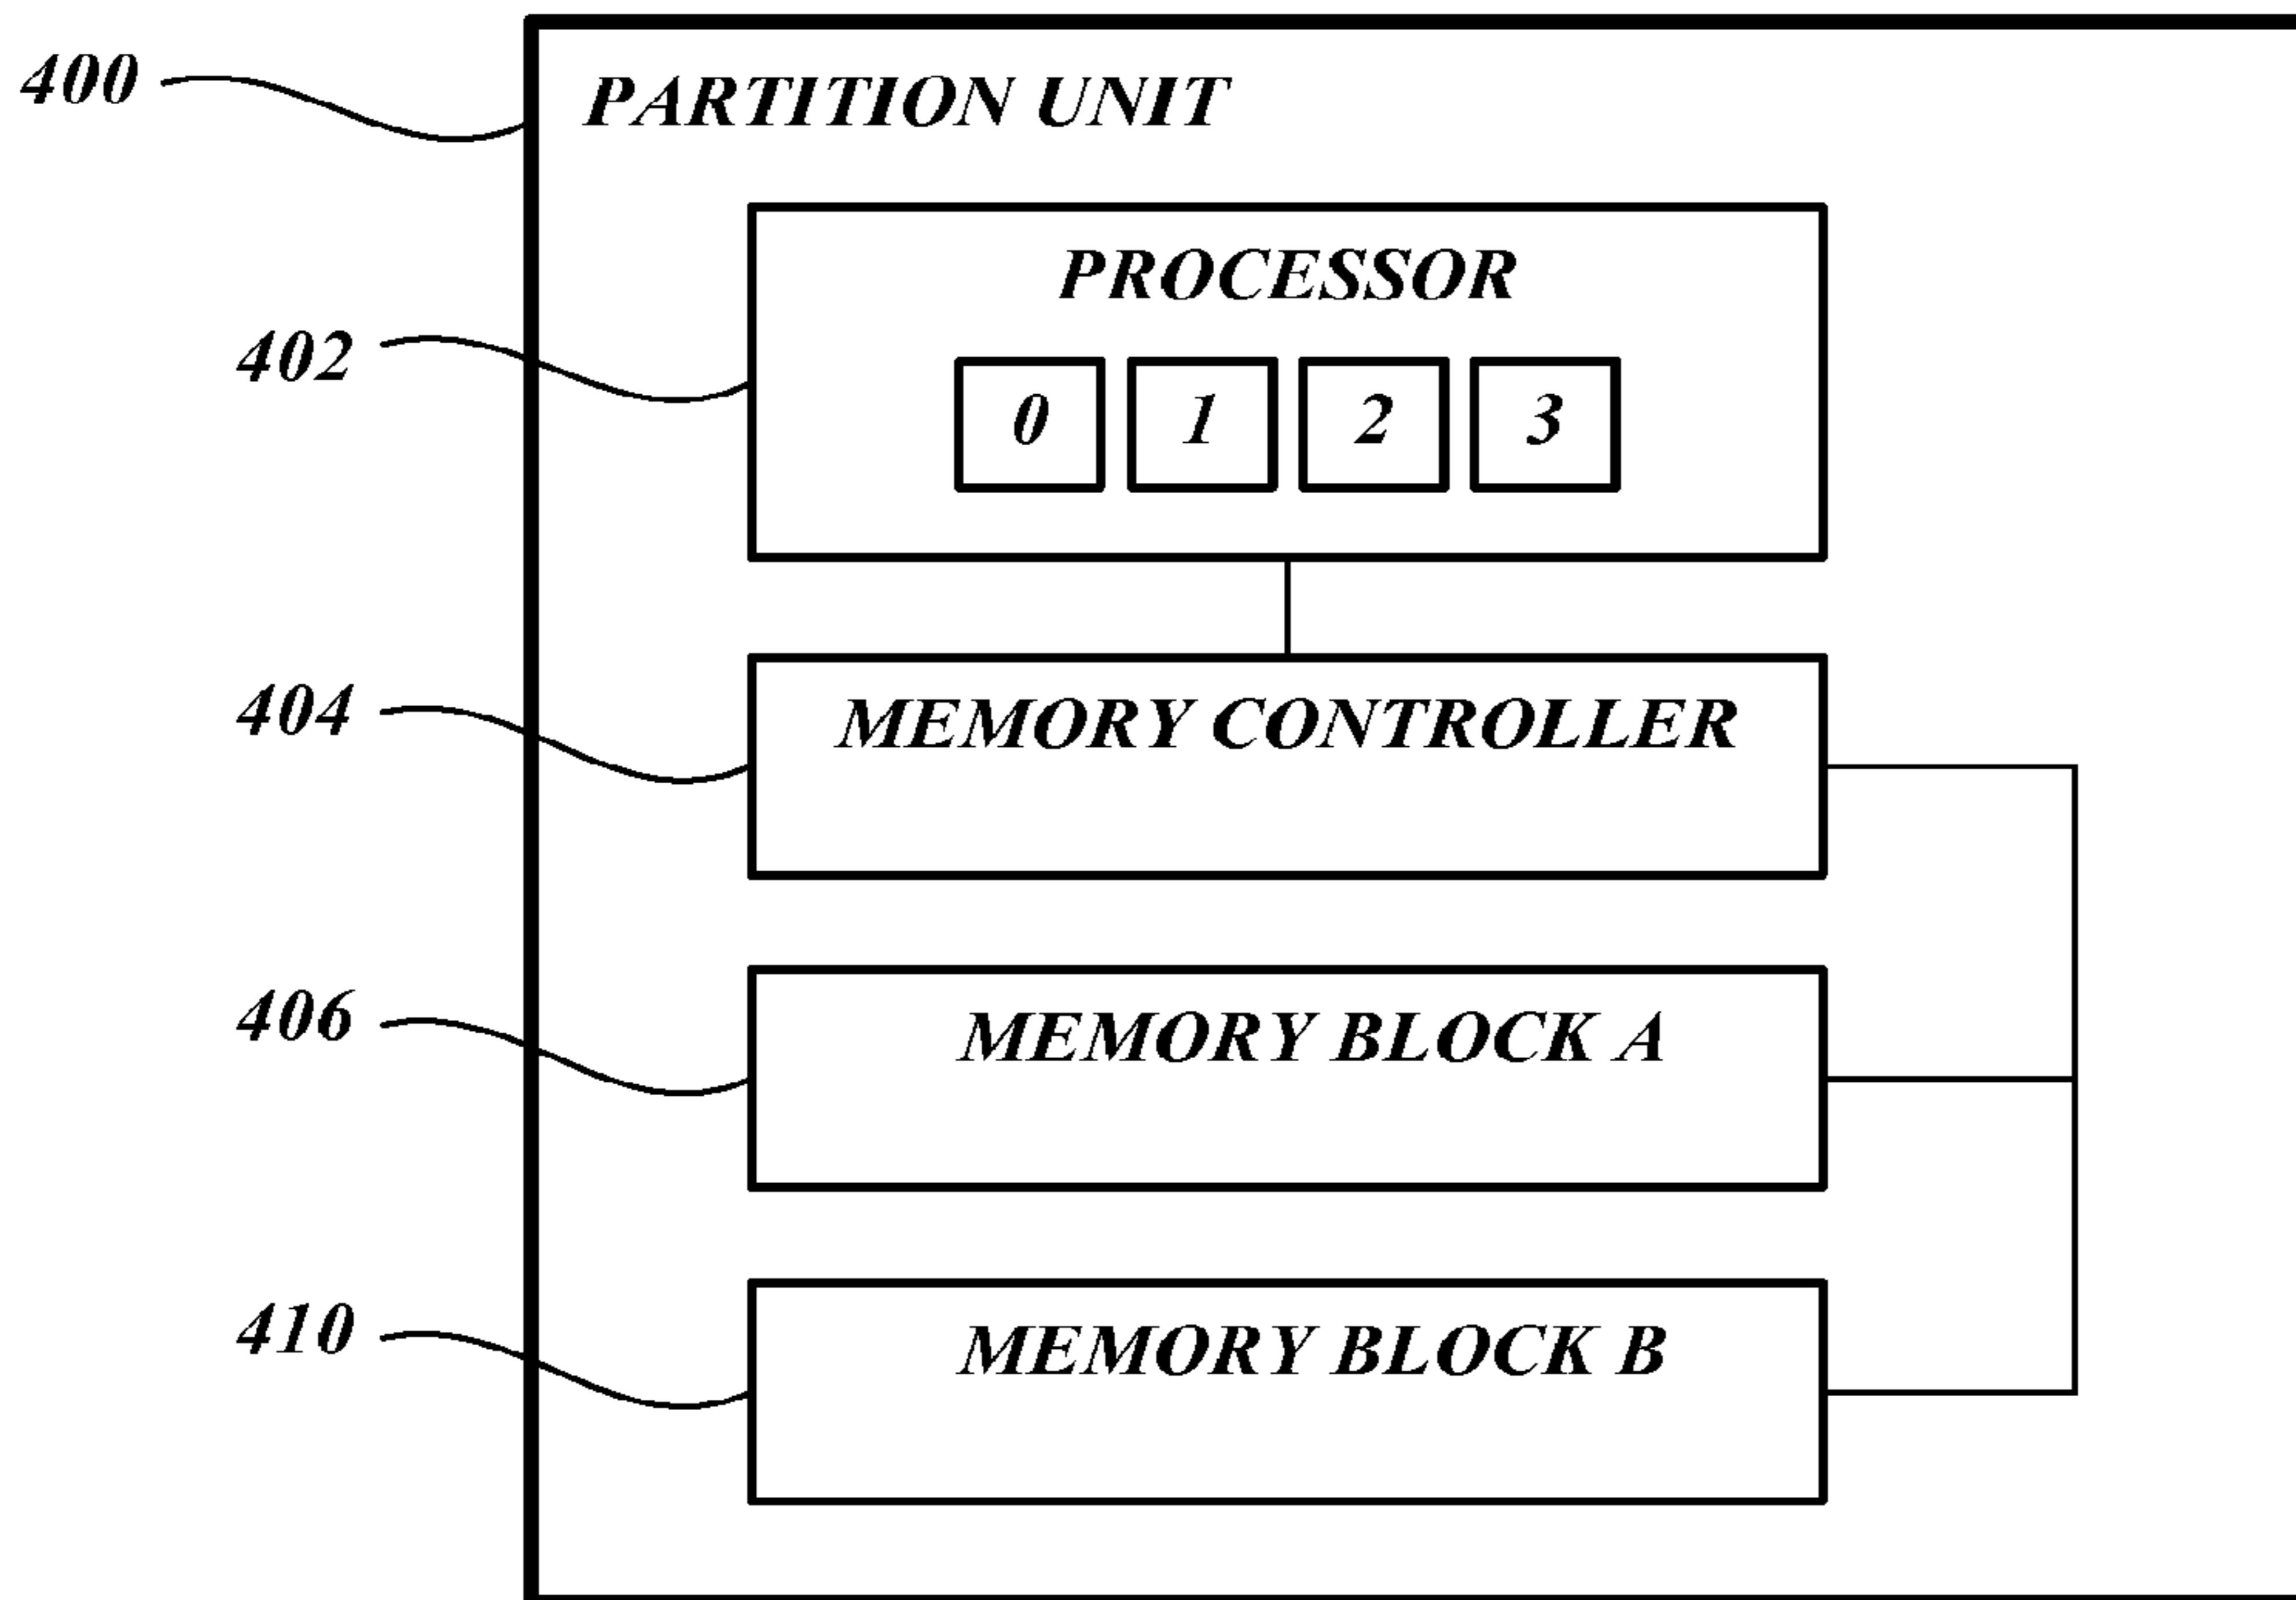 400
PARTITION UNIT
PROCESSOR
402
0 1 2 3
404
MEMORY CONTROLLER
406
MEMORY BLOCK A
410
MEMORY BLOCK B